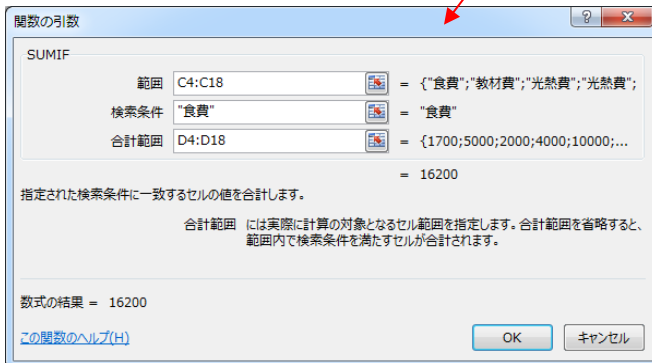 関数の引数
SUMIF
範囲 C4:C18 = {"食費";"教材費";"光熱費";"光熱費";
検索条件 "食費" = "食費"
合計範囲 D4:D18 = {1700;5000;2000;4000;10000;...
= 16200
指定された検索条件に一致するセルの値を合計します。
合計範囲 には実際に計算の対象となるセル範囲を指定します。合計範囲を省略すると、
範囲内で検索条件を満たすセルが合計されます。
数式の結果 = 16200
この関数のヘルプ(H) OK キャンセル